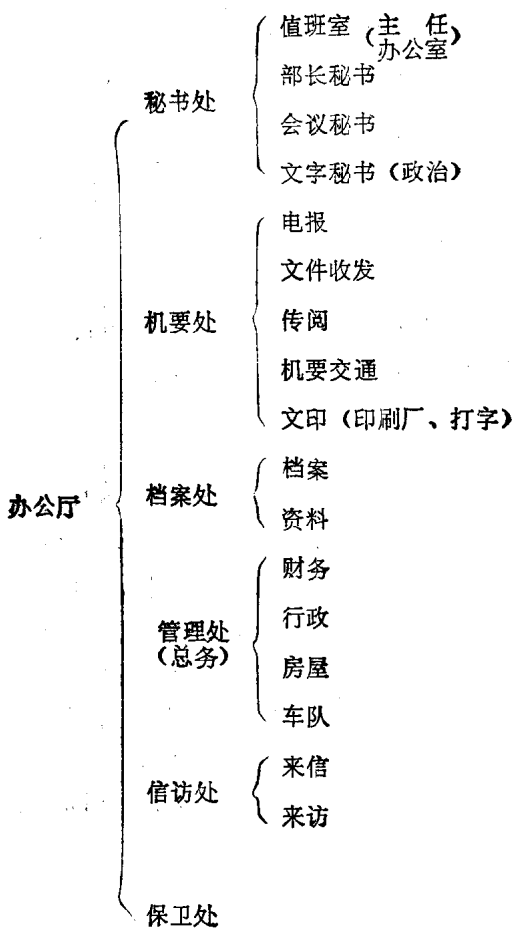 办公厅
秘书处
值班室（主任办公室）
部长秘书
会议秘书
文字秘书（政治）
机要处
电报
文件收发
传阅
机要交通
文印（印刷厂、打字）
档案处
档案
资料
管理处
（总务）
财务
行政
房屋
车队
信访处
来信
来访
保卫处